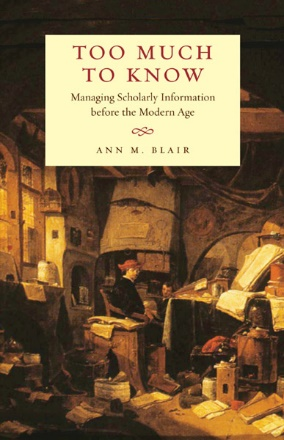 TOO MUCH
TO KNOW
Managing Scholarly Information
before the Modern Age
ANN M. BLAIR